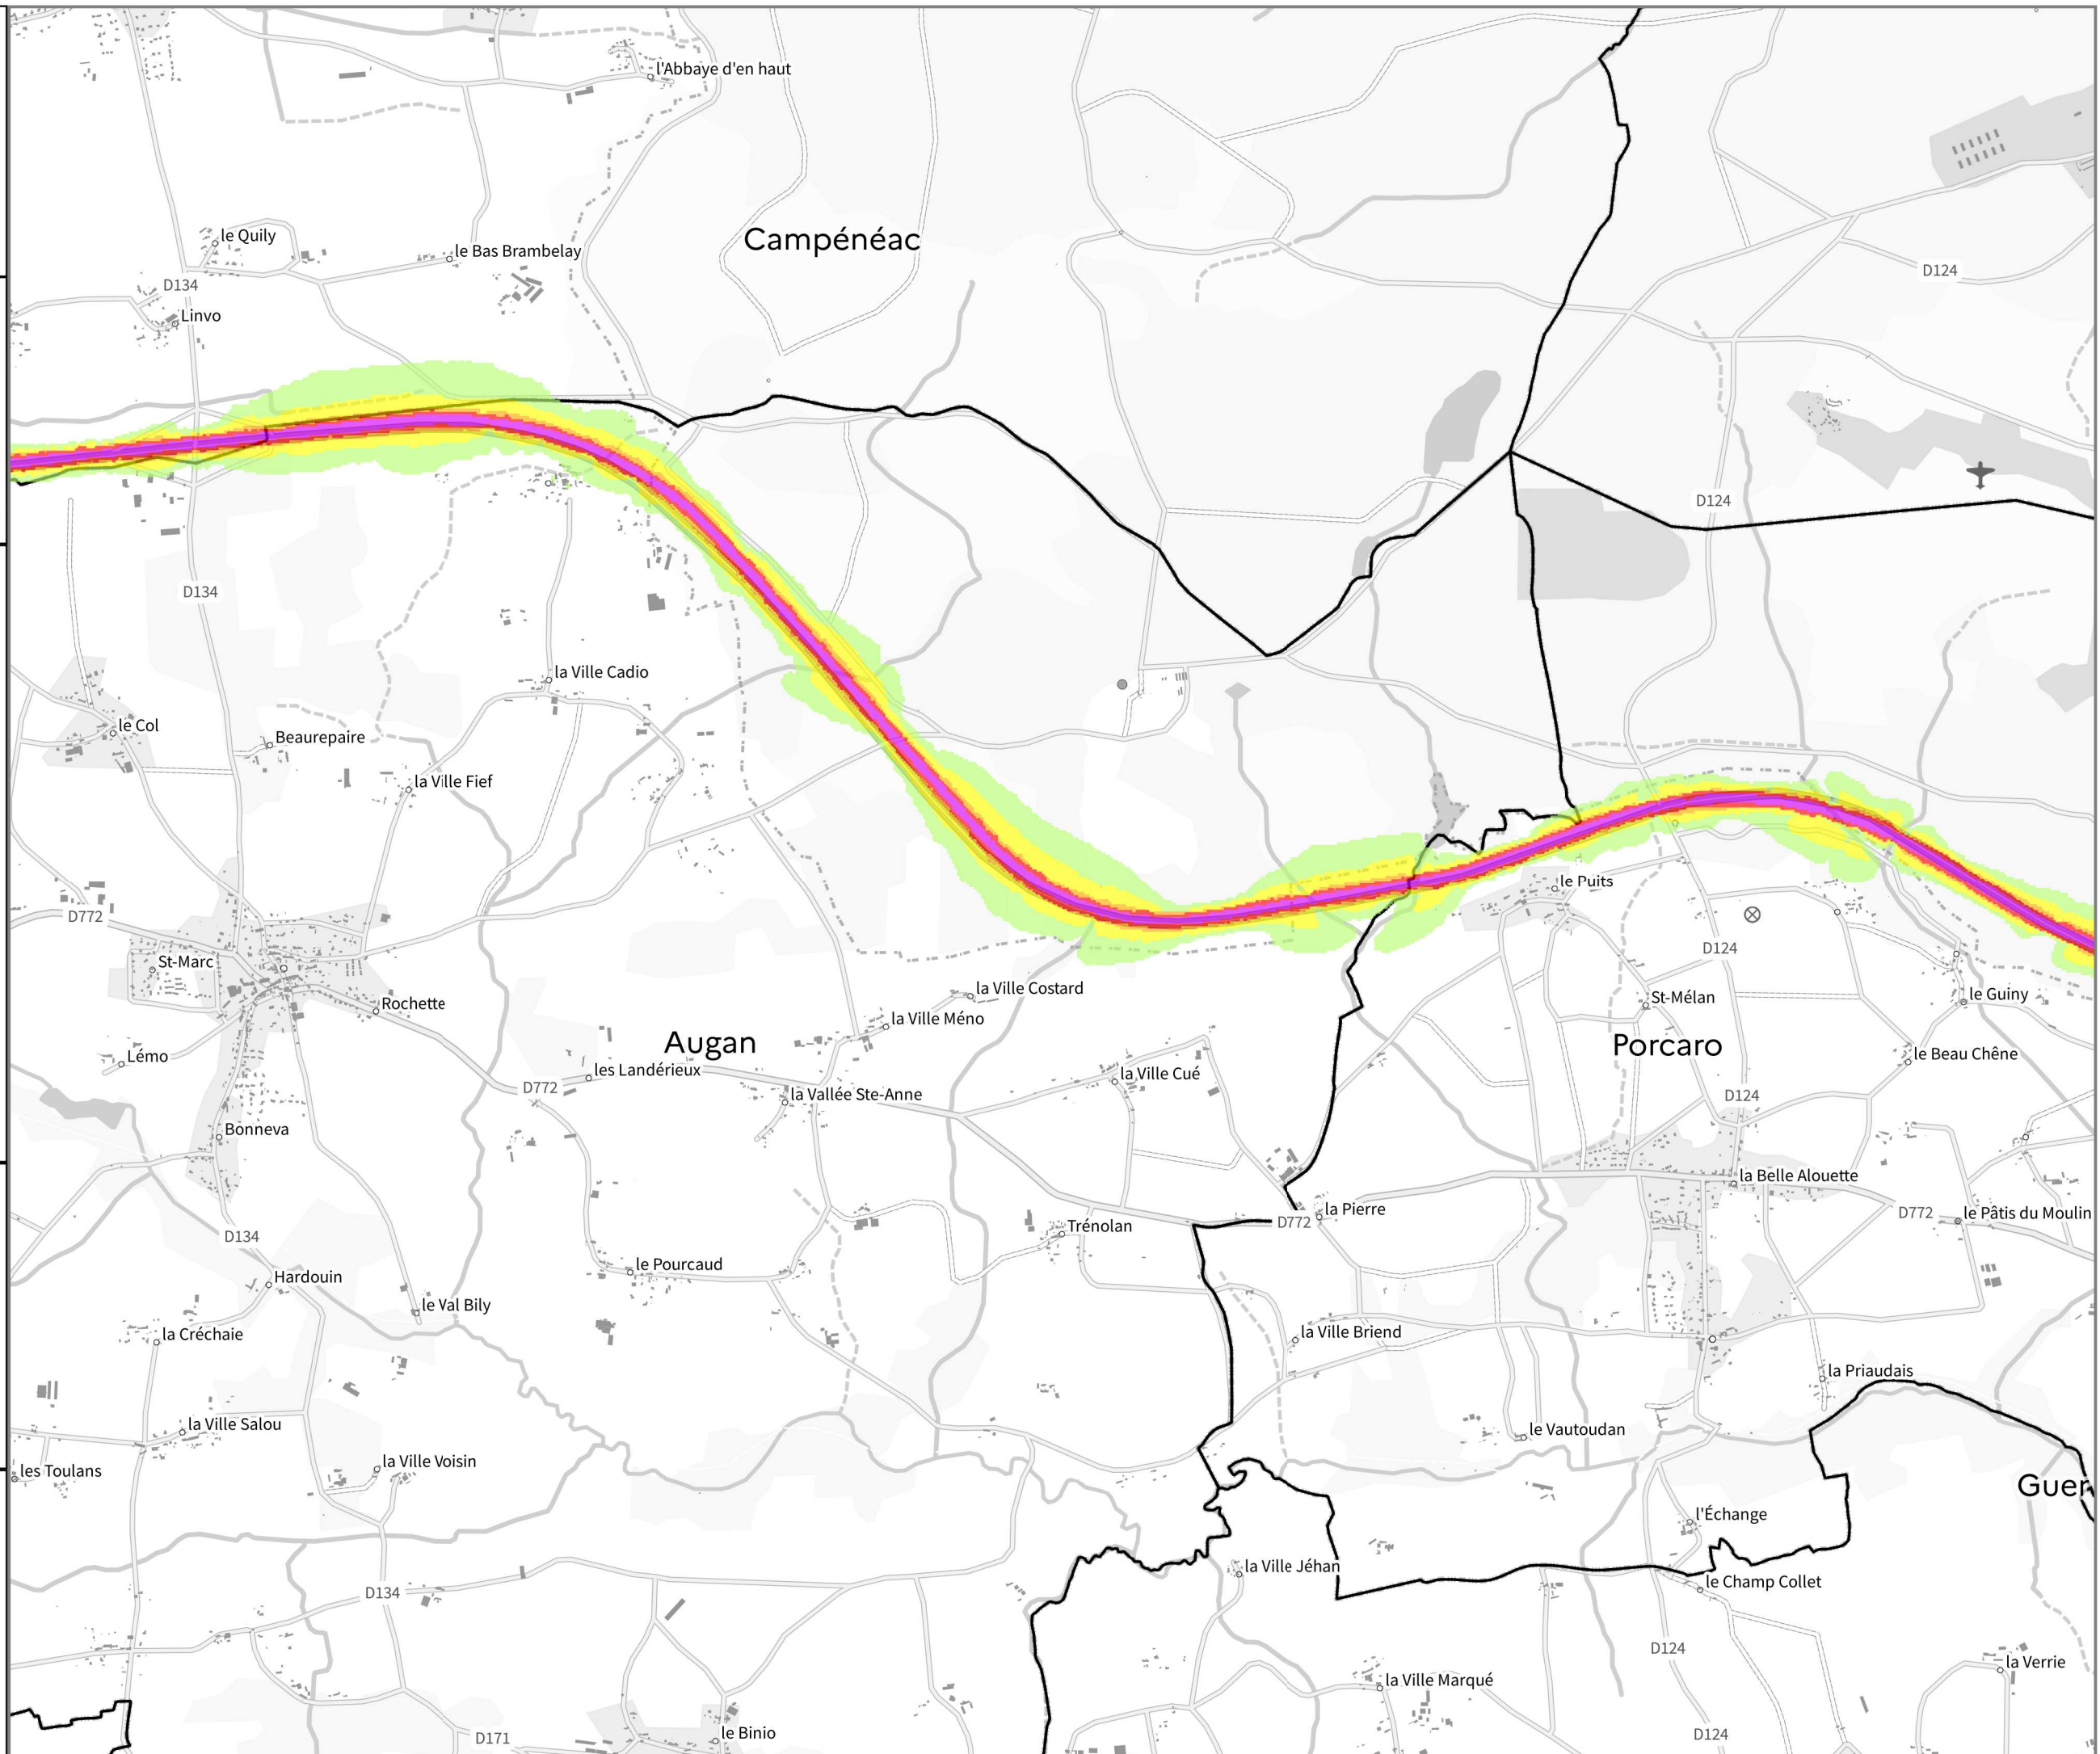 l'Abbaye d'en haut
le Quily
Campénéac
le Bas Brambelay
D124
D134
Linvo
D124
D134
la Ville Cadio
le Col
Beaurepaire
la Ville Fief
le Puits
D772
D124
St-Marc
la Ville Costard
le Guiny
St-Mélan
Rochette
la Ville Méno
Augan
Porcaro
Lémo
le Beau Chêne
les Landérieux
la Ville Cué
D772
la Vallée Ste-Anne
D124
Bonneva
la Belle Alouette
la Pierre
D772
D772
le Pâtis du Moulin
Trénolan
D134
le Pourcaud
Hardouin
le Val Bily
la Créchaie
la Ville Briend
la Priaudais
la Ville Salou
le Vautoudan
la Ville Voisin
les Toulans
Guer
l'Échange
la Ville Jéhan
le Champ Collet
D134
D124
la Verrie
la Ville Marqué
le Binio
D124
D171